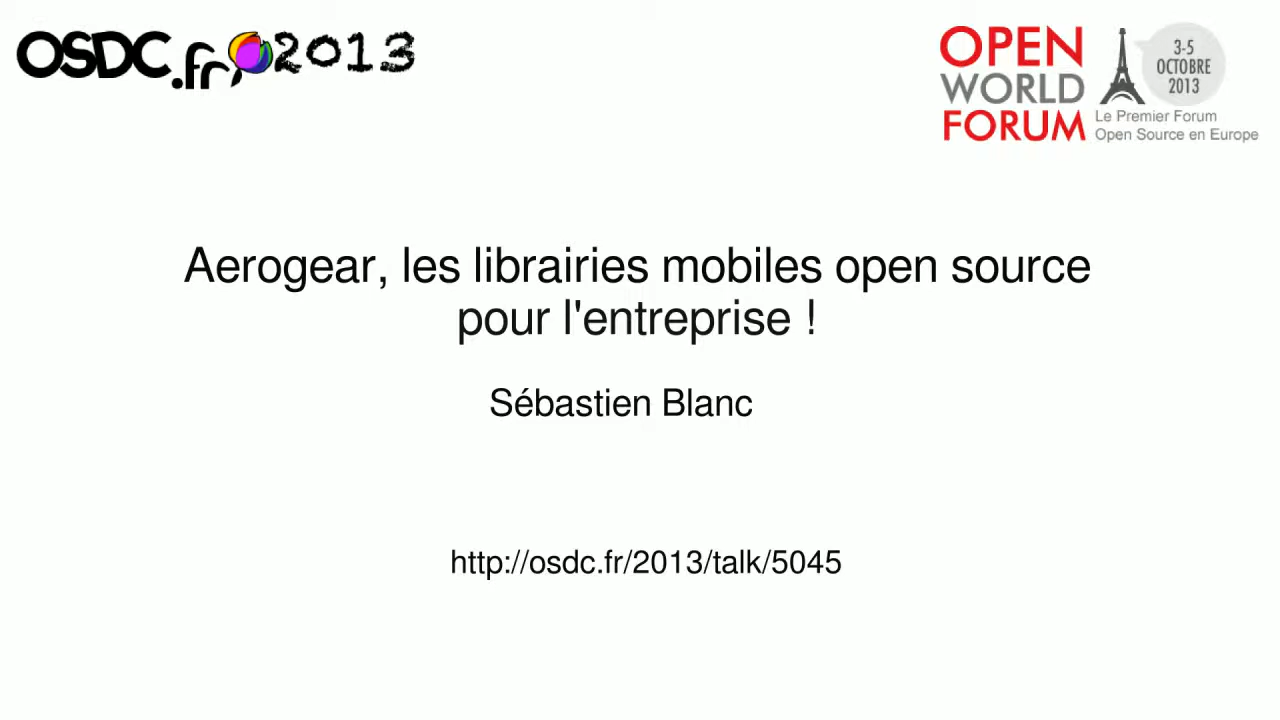 OSDC.fr 2013
OPEN
WORLD
FORUM
3-5
OCTOBRE
2013
Le Premier Forum
Open Source en Europe
Aerogear, les librairies mobiles open source
pour l'entreprise !
Sébastien Blanc
http://osdc.fr/2013/talk/5045